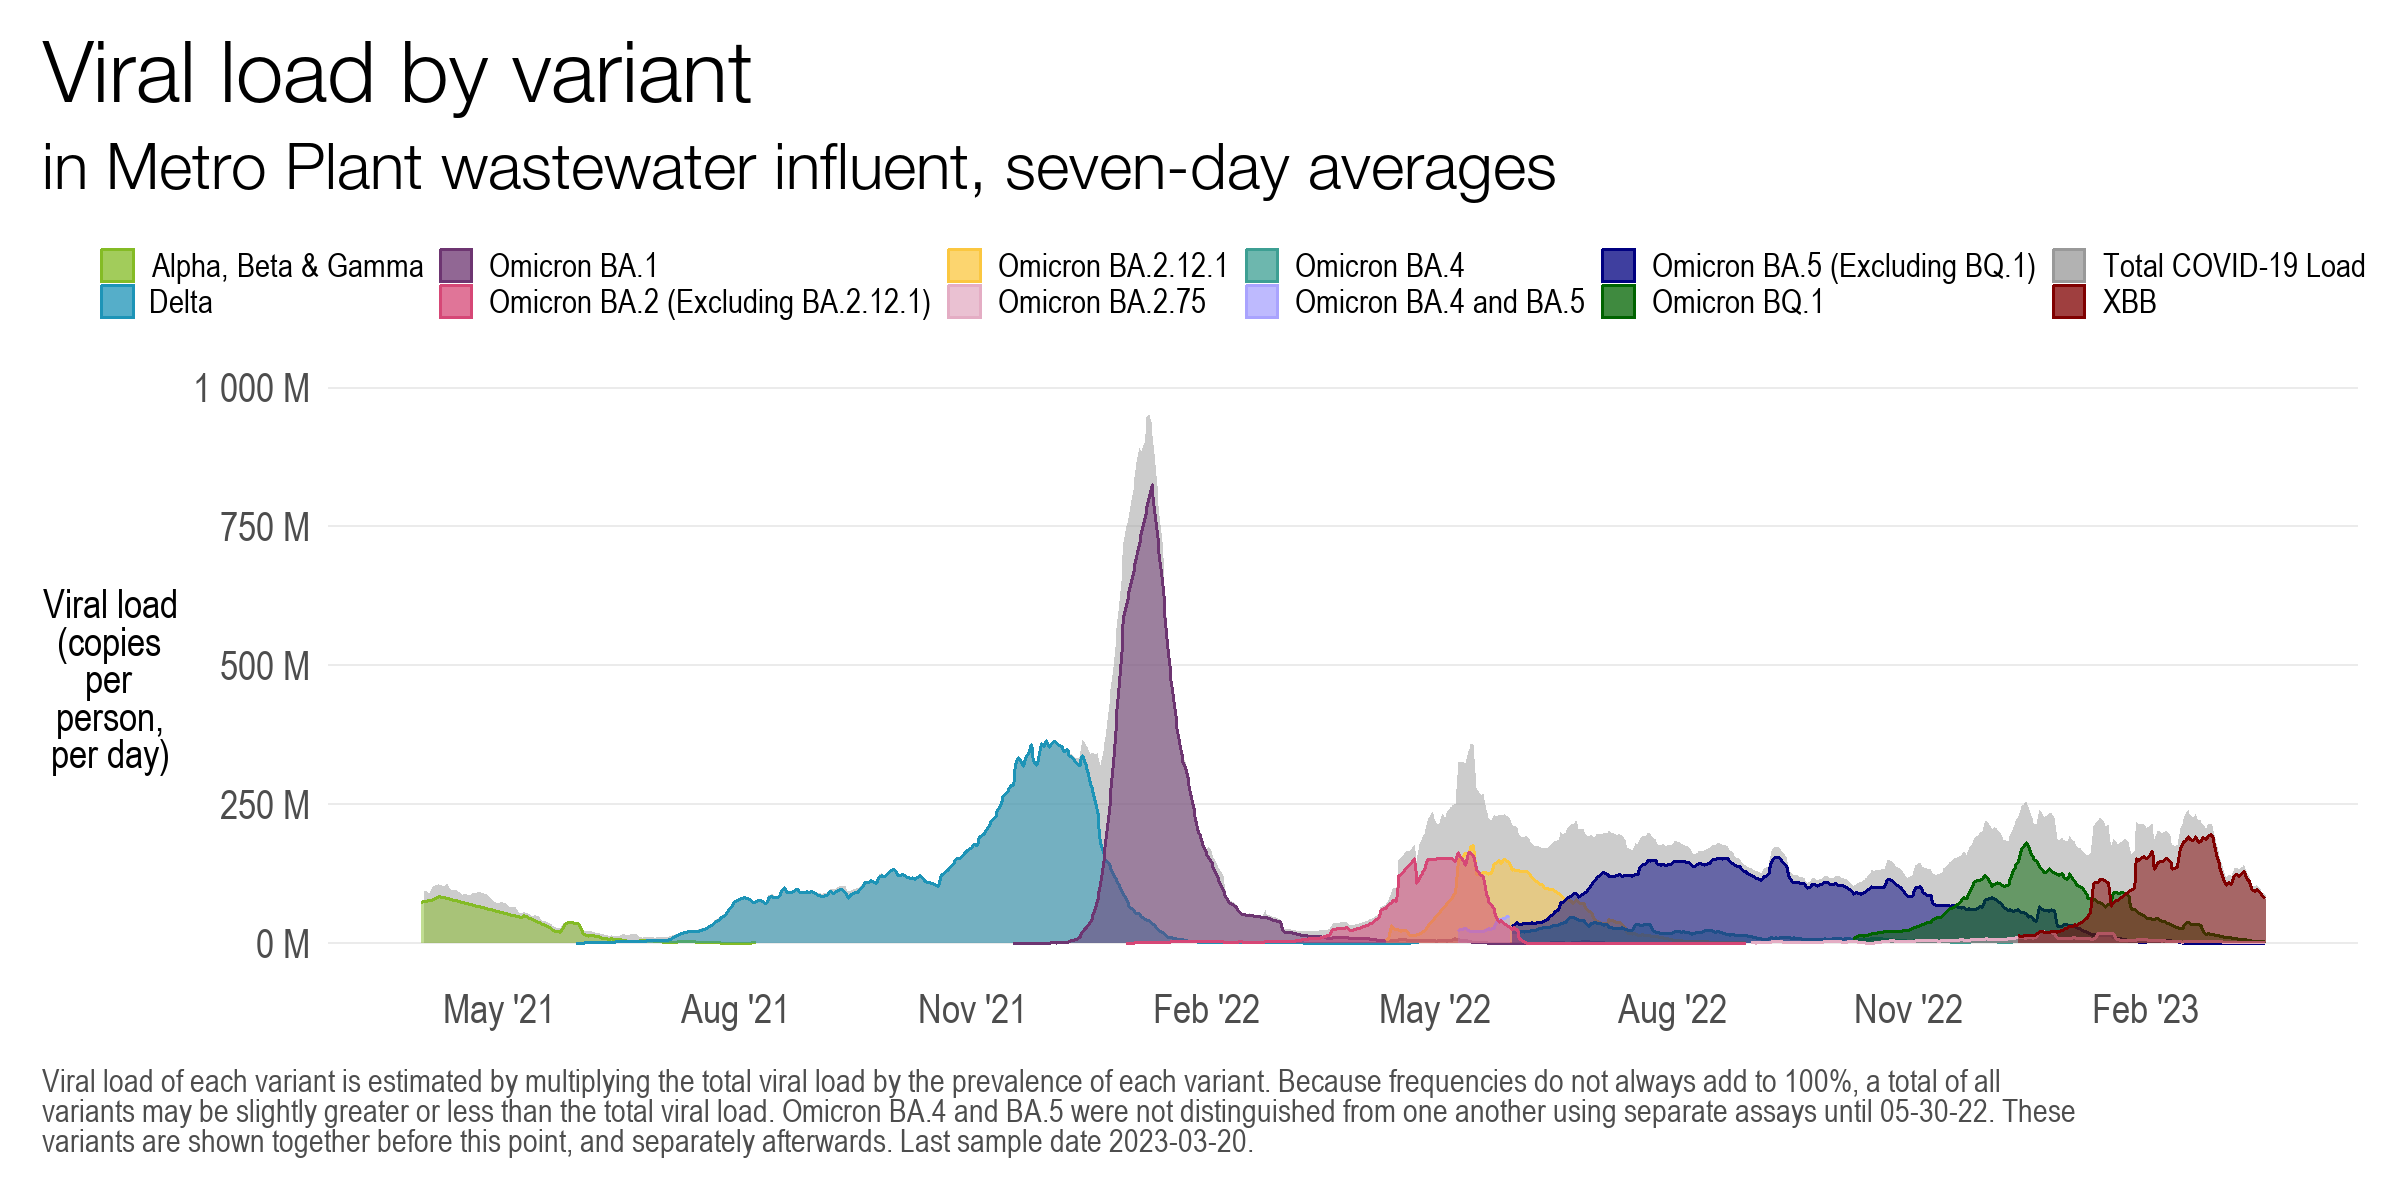 Viral load by variant
in Metro Plant wastewater influent, seven-day averages
Alpha, Beta & Gamma
Delta
Omicron BA.1
Omicron BA.2 (Excluding BA.2.12.1)
Omicron BA.2.12.1
Omicron BA.2.75
Omicron BA.4
Omicron BA.4 and BA.5
Omicron BA.5 (Excluding BQ.1)
Omicron BQ.1
Total COVID-19 Load
XBB
1 000 M
750 M
500 M
250 M
0 M
Viral load
(copies
per
person,
per day)
May '21
Aug '21
Nov '21
Feb '22
May '22
Aug '22
Nov '22
Feb '23
Viral load of each variant is estimated by multiplying the total viral load by the prevalence of each variant. Because frequencies do not always add to 100%, a total of all
variants may be slightly greater or less than the total viral load. Omicron BA.4 and BA.5 were not distinguished from one another using separate assays until 05-30-22. These
variants are shown together before this point, and separately afterwards. Last sample date 2023-03-20.